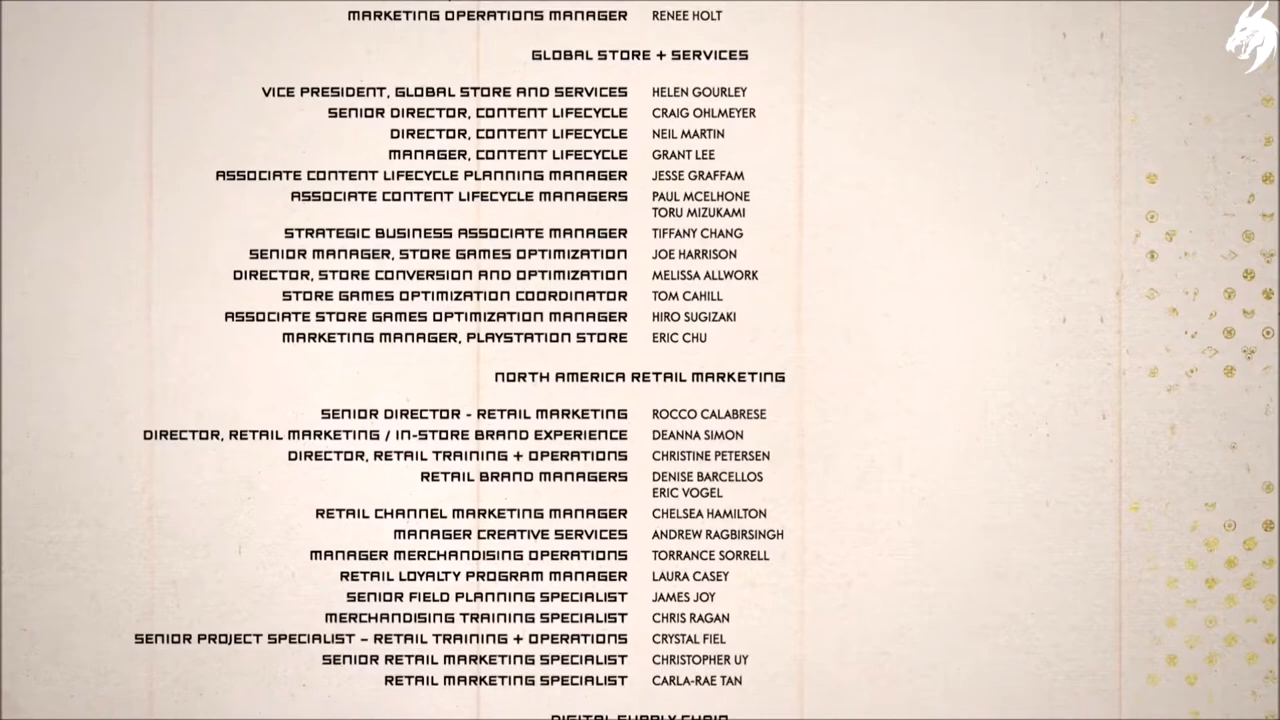 MARKETING OPERATIONS MANAGER RENEE HOLT
GLOBAL STORE + SERVICES
VICE PRESIDENT, GLOBAL STORE AND SERVICES HELEN GOURLEY
SENIOR DIRECTOR, CONTENT LIFECYCLE CRAIG OHLMEYER
DIRECTOR, CONTENT LIFECYCLE NEIL MARTIN
MANAGER, CONTENT LIFECYCLE GRANT LEE
ASSOCIATE CONTENT LIFECYCLE PLANNING MANAGER JESSE GRAFFAM
ASSOCIATE CONTENT LIFECYCLE MANAGERS PAUL MCELHONE
TORU MIZUKAMI
STRATEGIC BUSINESS ASSOCIATE MANAGER TIFFANY CHANG
SENIOR MANAGER, STORE GAMES OPTIMIZATION JOE HARRISON
DIRECTOR, STORE CONVERSION AND OPTIMIZATION MELISSA ALLWORK
STORE GAMES OPTIMIZATION COORDINATOR TOM CAHILL
ASSOCIATE STORE GAMES OPTIMIZATION MANAGER HIRO SUGIZAKI
MARKETING MANAGER, PLAYSTATION STORE ERIC CHU
NORTH AMERICA RETAIL MARKETING
SENIOR DIRECTOR - RETAIL MARKETING ROCCO CALABRESE
DIRECTOR, RETAIL MARKETING / IN-STORE BRAND EXPERIENCE DEANNA SIMON
DIRECTOR, RETAIL TRAINING + OPERATIONS CHRISTINE PETERSEN
RETAIL BRAND MANAGERS DENISE BARCELLOS
ERIC VOGEL
RETAIL CHANNEL MARKETING MANAGER CHELSEA HAMILTON
MANAGER CREATIVE SERVICES ANDREW RAGBIRSINGH
MANAGER MERCHANDISING OPERATIONS TORRANCE SORRELL
RETAIL LOYALTY PROGRAM MANAGER LAURA CASEY
SENIOR FIELD PLANNING SPECIALIST JAMES JOY
MERCHANDISING TRAINING SPECIALIST CHRIS RAGAN
SENIOR PROJECT SPECIALIST – RETAIL TRAINING + OPERATIONS CRYSTAL FIEL
SENIOR RETAIL MARKETING SPECIALIST CHRISTOPHER UY
RETAIL MARKETING SPECIALIST CARLA-RAE TAN
DIGITAL SUPPLY CHAIN